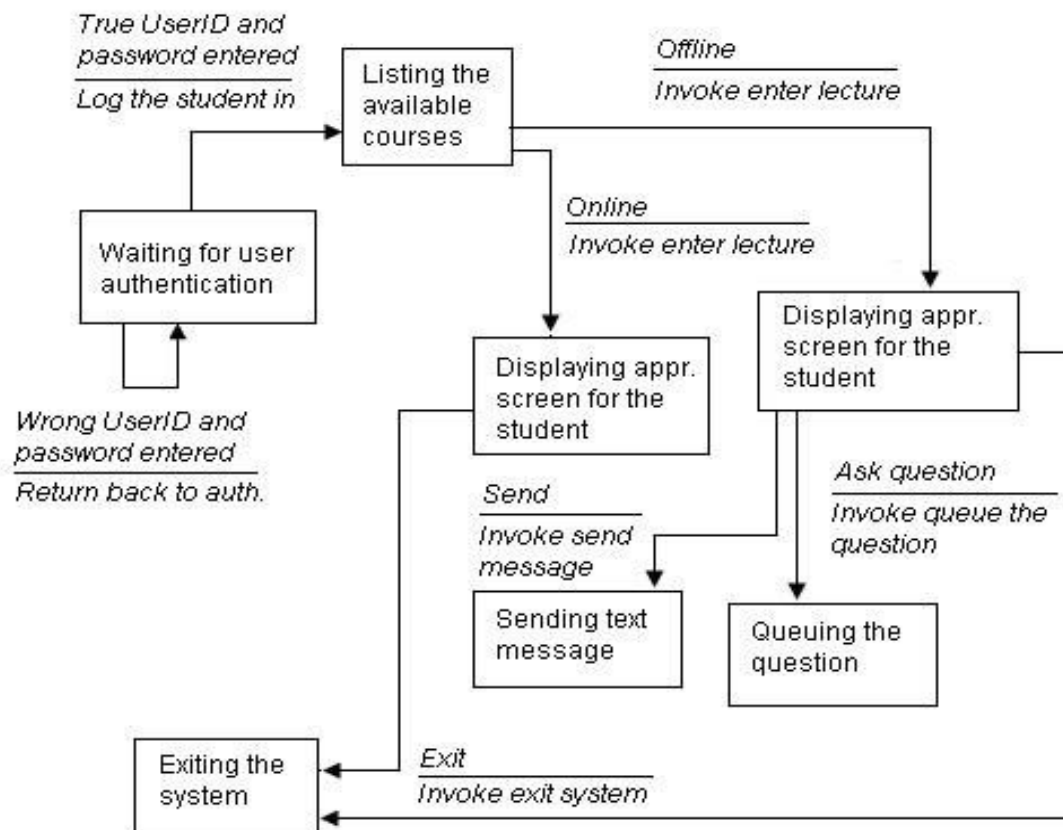 True UserID and
password entered
Log the student in
Listing the
available
courses
Offline
Invoke enter lecture
Online
Invoke enter lecture
Waiting for user
authentication
Wrong UserID and
password entered
Return back to auth.
Displaying appr.
screen for the
student
Displaying appr.
screen for the
student
Send
Invoke send
message
Ask question
Invoke queue the
question
Sending text
message
Queuing the
question
Exiting the
system
Exit
Invoke exit system